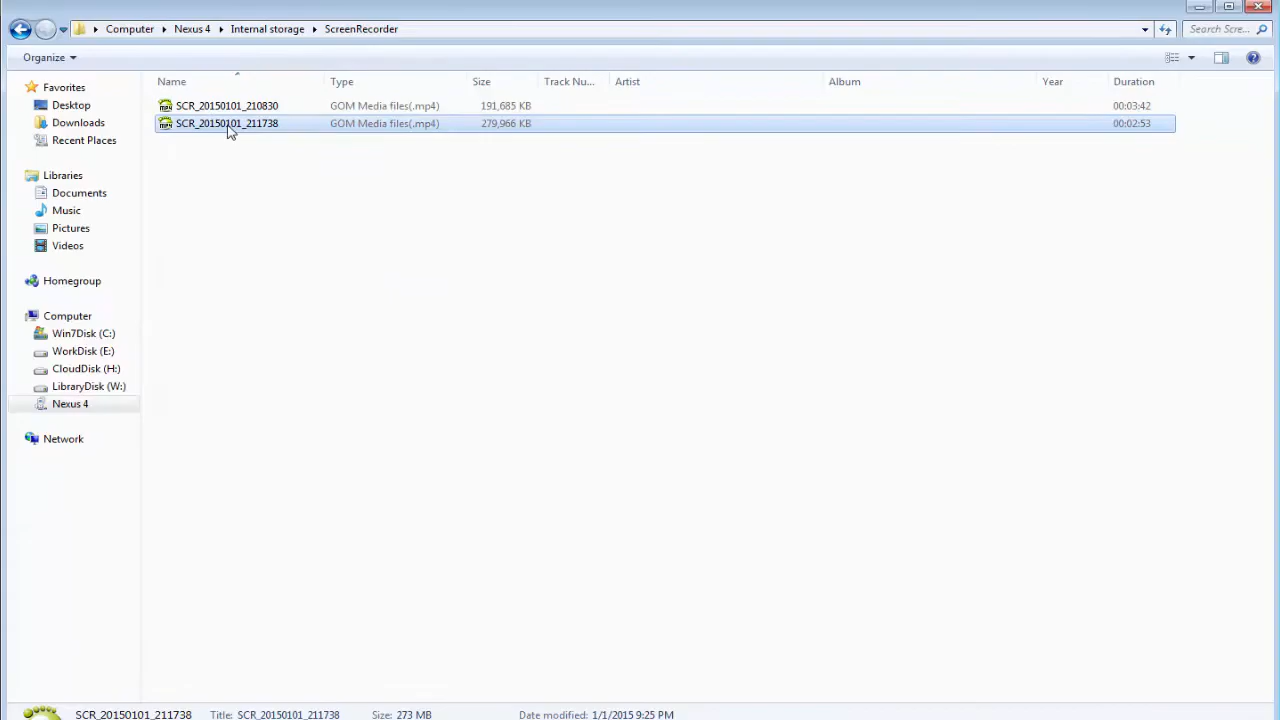 Computer Nexus 4 Internal storage ScreenRecorder Search Scre...
Organize
Name Type Size Track Nu... Artist Album Year Duration
SCR_20150101_210830 GOM Media files(.mp4) 191,685 KB 00:03:42
SCR_20150101_211738 GOM Media files(.mp4) 279,966 KB 00:02:53
Favorites
Desktop
Downloads
Recent Places
Libraries
Documents
Music
Pictures
Videos
Homegroup
Computer
Win7Disk (C:)
WorkDisk (E:)
CloudDisk (H:)
LibraryDisk (W:)
Nexus 4
Network
SCR_20150101_211738 Title: SCR_20150101_211738 Size: 273 MB Date modified: 1/1/2015 9:25 PM